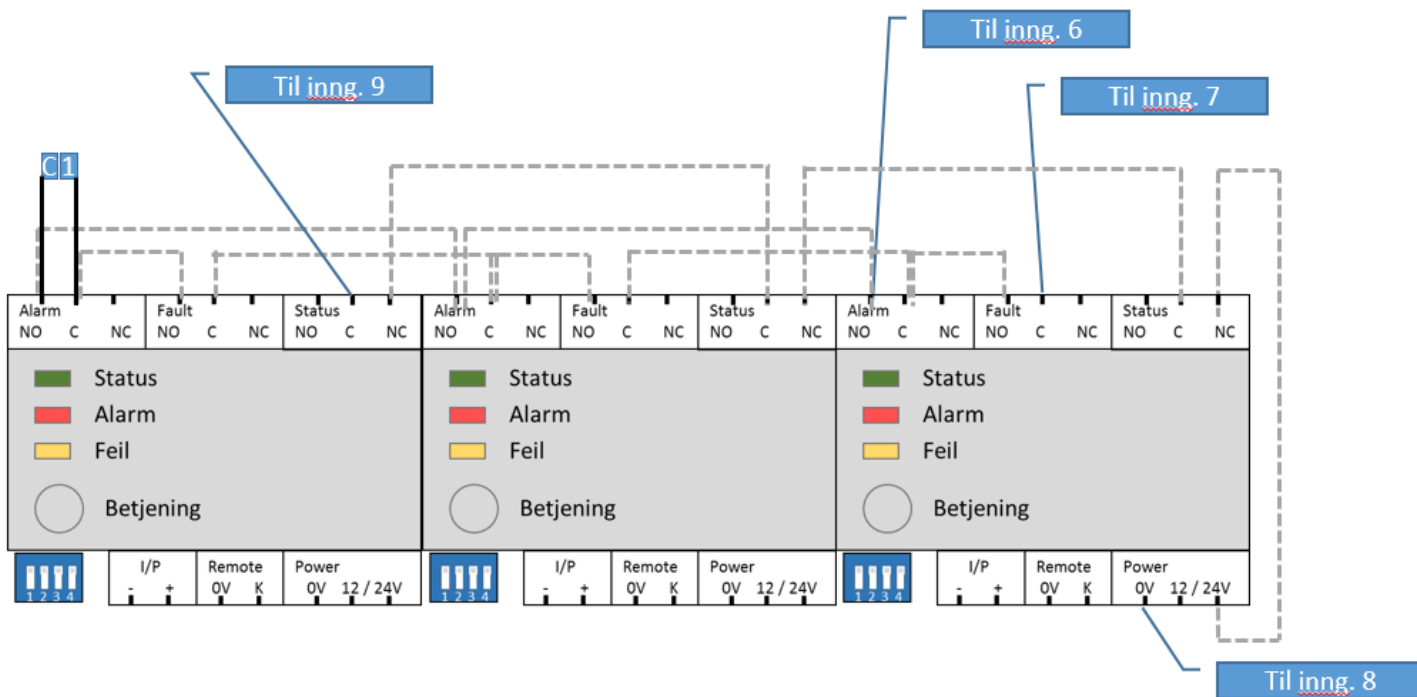 Til inng. 6
Til inng. 9
Til inng. 7
C 1
Alarm Fault Status Alarm Fault Status Alarm Fault Status
NO C NC NO C NC NO C NC NO C NC NO C NC NO C NC NO C NC NO C NC NO C NC
Status Status Status
Alarm Alarm Alarm
Feil Feil Feil
Betjening Betjening Betjening
I/P Remote Power I/P Remote Power I/P Remote Power
- + 0V K 0V 12 / 24V - + 0V K 0V 12 / 24V - + 0V K 0V 12 / 24V
1 2 3 4 1 2 3 4 1 2 3 4
Til inng. 8